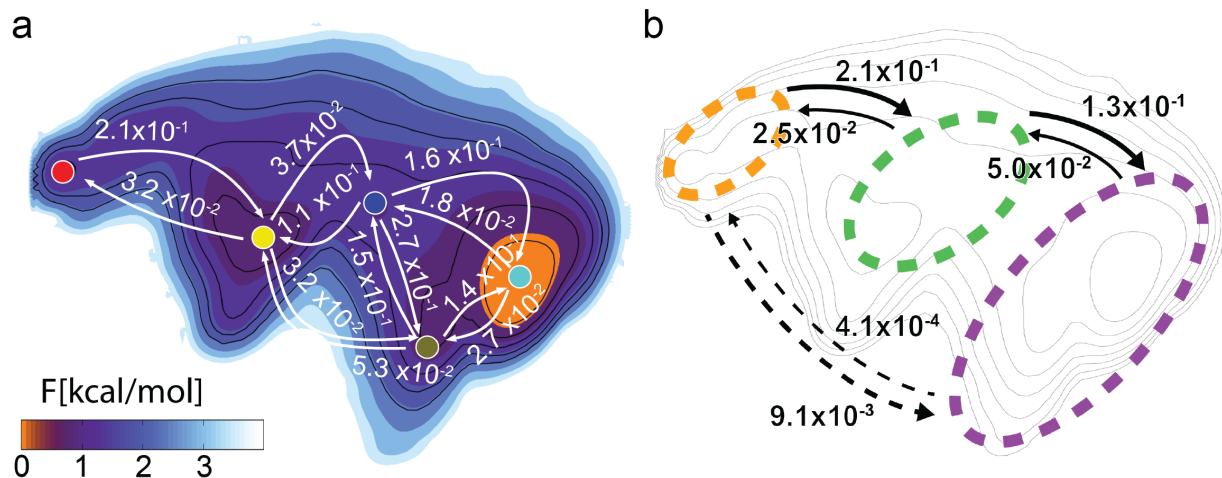 a
2.1x10⁻¹
3.2 x10⁻²
3.7x10⁻²
1.1 x10⁻¹
1.6 x10⁻¹
1.8 x10⁻²
2.7 x10⁻¹
1.5 x10⁻¹
1.4 x10⁻¹
2.7 x10⁻²
3.2 x10⁻²
5.3 x10⁻²
F[kcal/mol]
0 1 2 3
b
2.1x10⁻¹
2.5x10⁻²
1.3x10⁻¹
5.0x10⁻²
4.1x10⁻⁴
9.1x10⁻³